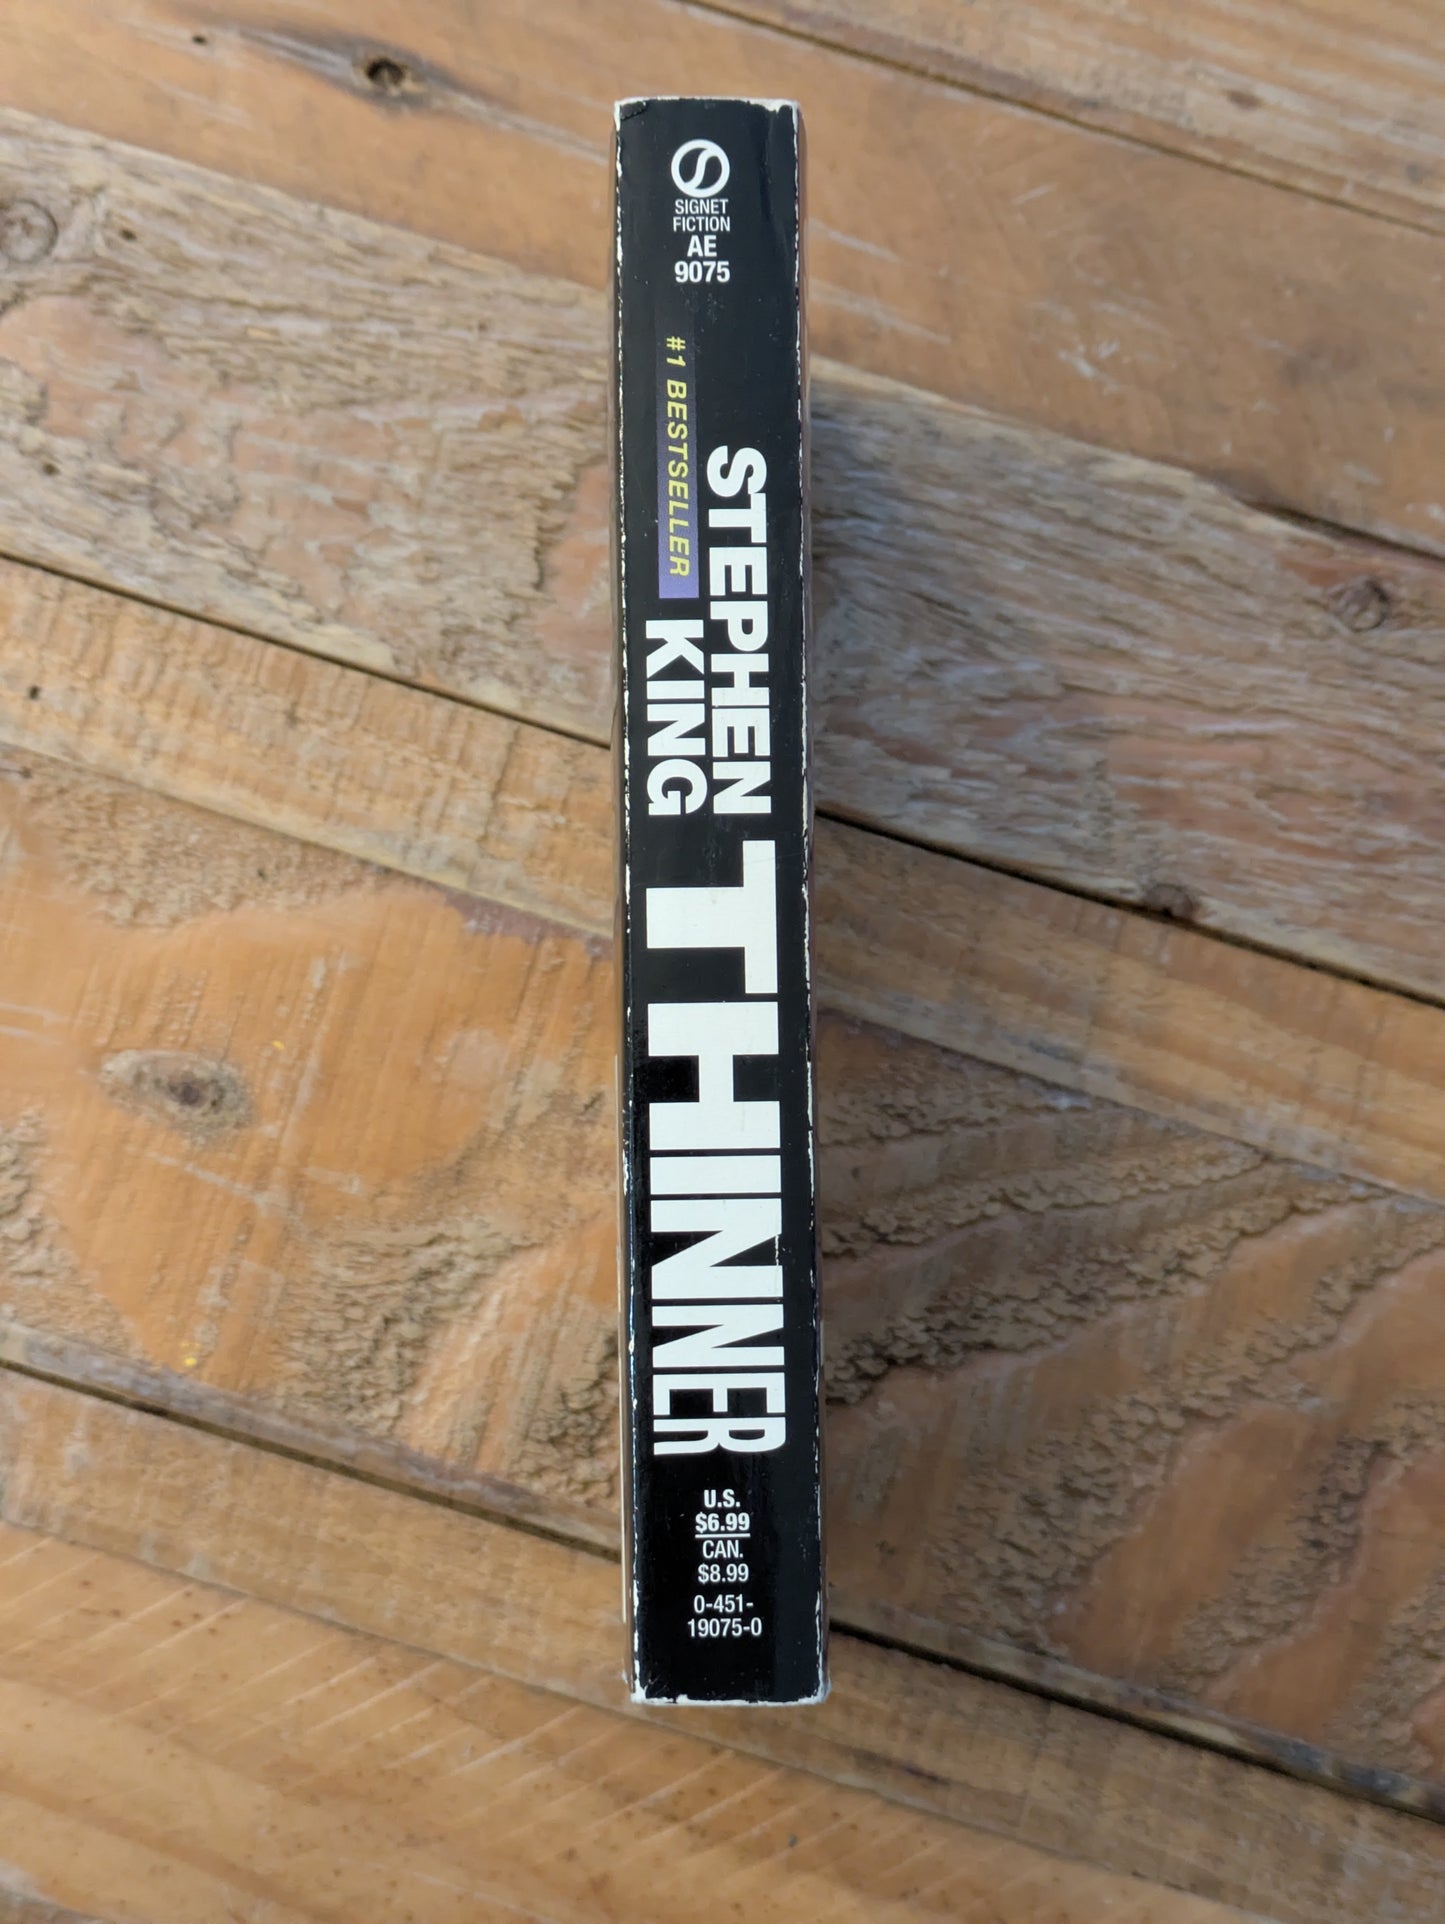 SIGNET
FICTION
AE
9075
#1 BESTSELLER
STEPHEN
KING
THINNER
U.S.
$6.99
CAN.
$8.99
0-451-
19075-0